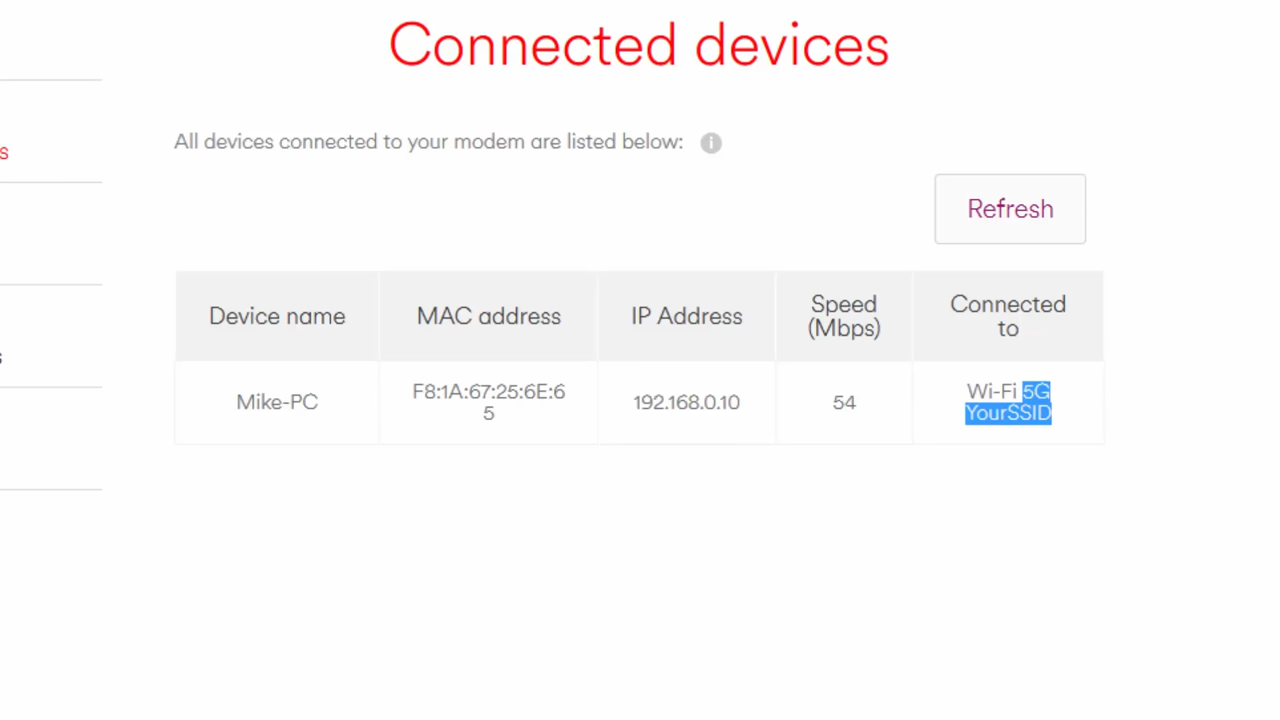 Connected devices
All devices connected to your modem are listed below:
s
Refresh
Device name
MAC address
IP Address
Speed
(Mbps)
Connected
to
s
Mike-PC
F8:1A:67:25:6E:6
5
192.168.0.10
54
Wi-Fi 5G
YourSSID